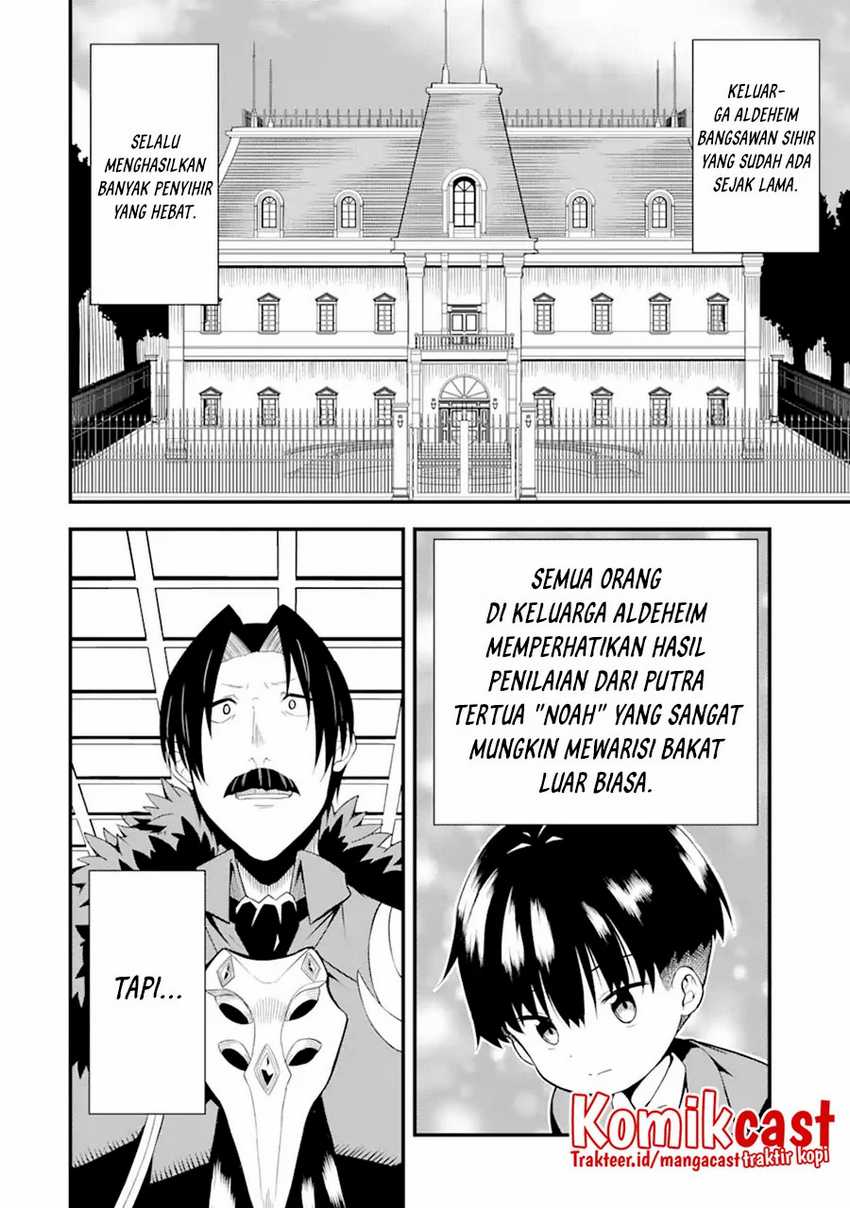 KELUAR-
GA ALDEHEIM
BANGSAWAN SIHIR
YANG SUDAH ADA
SEJAK LAMA.
SELALU
MENGHASILKAN
BANYAK PENYIHIR
YANG HEBAT.
SEMUA ORANG
DI KELUARGA ALDEHEIM
MEMPERHATIKAN HASIL
PENILAIAN DARI PUTRA
TERTUA "NOAH" YANG SANGAT
MUNGKIN MEWARISI BAKAT
LUAR BIASA.
TAPI...
Komikcast
Trakteer.id/mangacast traktir kopi